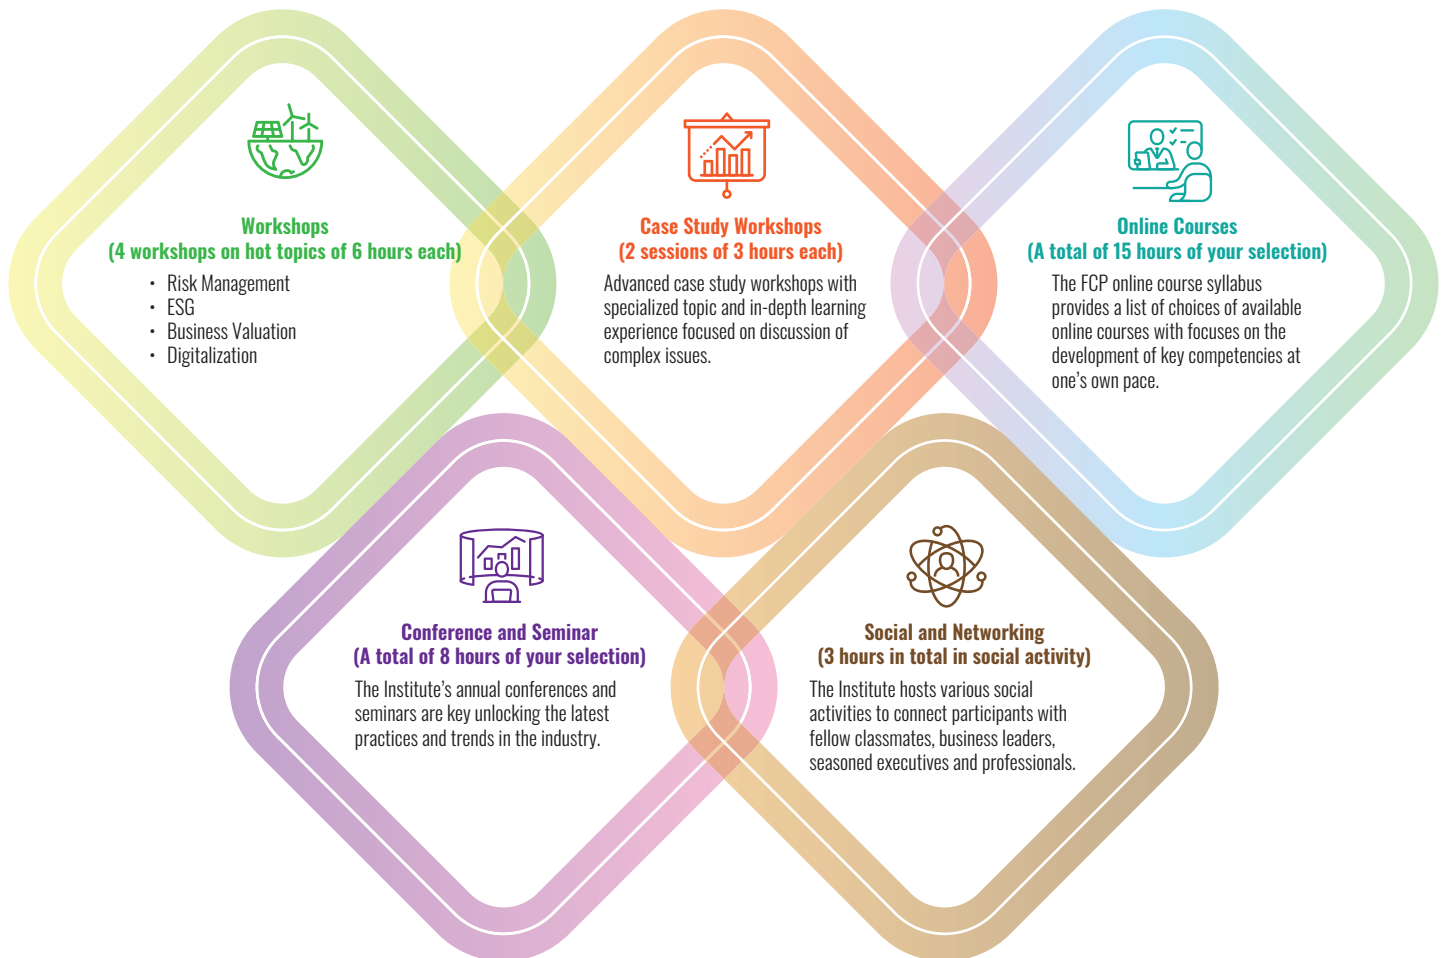 Workshops
(4 workshops on hot topics of 6 hours each)
• Risk Management
• ESG
• Business Valuation
• Digitalization
Case Study Workshops
(2 sessions of 3 hours each)
Advanced case study workshops with
specialized topic and in-depth learning
experience focused on discussion of
complex issues.
Online Courses
(A total of 15 hours of your selection)
The FCP online course syllabus
provides a list of choices of available
online courses with focuses on the
development of key competencies at
one’s own pace.
Conference and Seminar
(A total of 8 hours of your selection)
The Institute’s annual conferences and
seminars are key unlocking the latest
practices and trends in the industry.
Social and Networking
(3 hours in total in social activity)
The Institute hosts various social
activities to connect participants with
fellow classmates, business leaders,
seasoned executives and professionals.